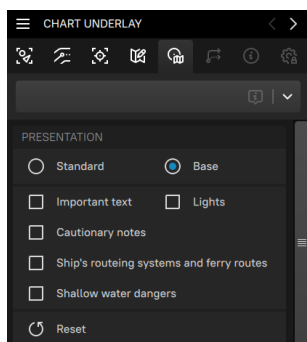 CHART UNDERLAY
PRESENTATION
Standard Base
Important text Lights
Cautionary notes
Ship's routeing systems and ferry routes
Shallow water dangers
Reset